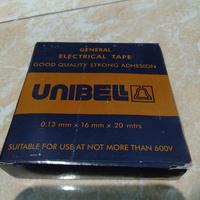 GENERAL
ELECTRICAL TAPE
GOOD QUALITY STRONG ADHESION
UNIBELL
0.13 mm x 16 mm x 20 mtrs
SUITABLE FOR USE AT NOT MORE THAN 600V